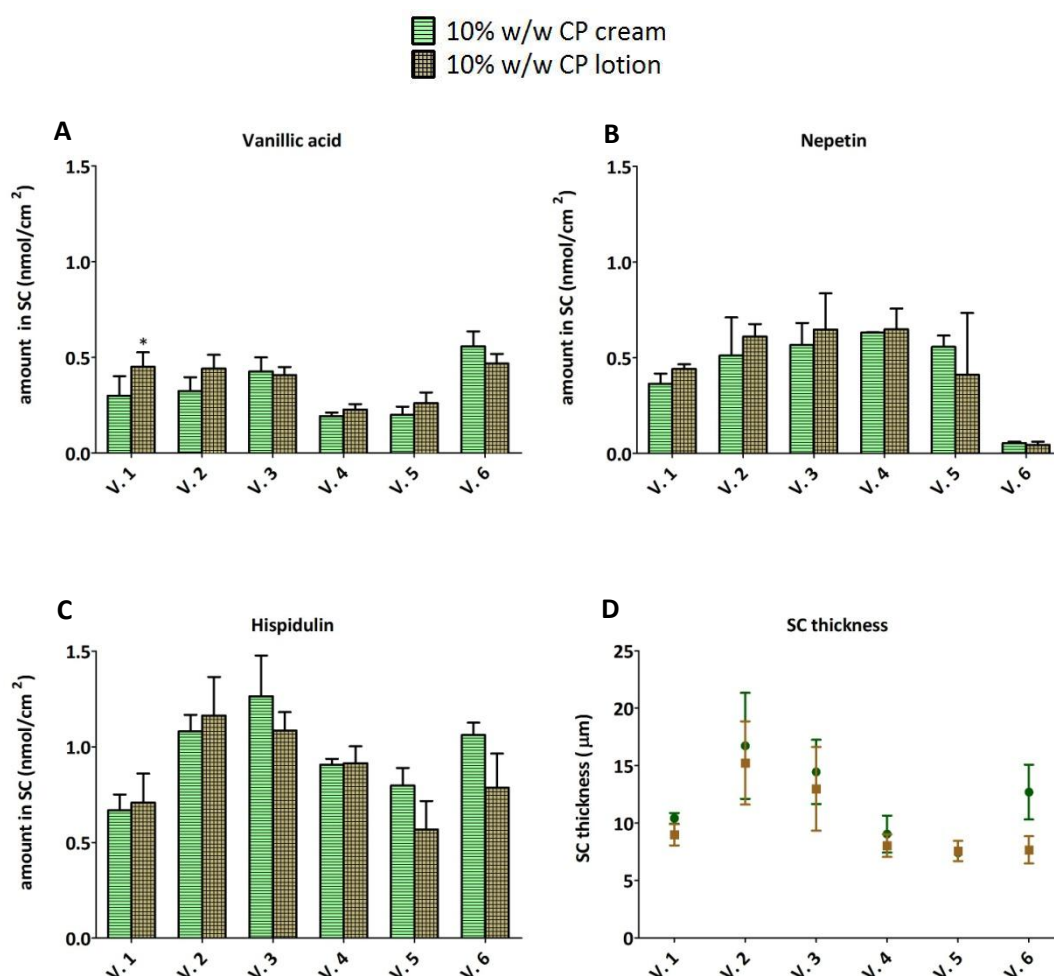 10% w/w CP cream
10% w/w CP lotion
A
Vanillic acid
amount in SC (nmol/cm 2)
1.5
1.0
0.5
0.0
*
V. 1
V. 2
V. 3
V. 4
V. 5
V. 6
B
Nepetin
amount in SC (nmol/cm 2)
1.5
1.0
0.5
0.0
V. 1
V. 2
V. 3
V. 4
V. 5
V. 6
C
Hispidulin
amount in SC (nmol/cm 2)
1.5
1.0
0.5
0.0
V. 1
V. 2
V. 3
V. 4
V. 5
V. 6
D
SC thickness
SC thickness ( μm)
25
20
15
10
5
0
V. 1
V. 2
V. 3
V. 4
V. 5
V. 6